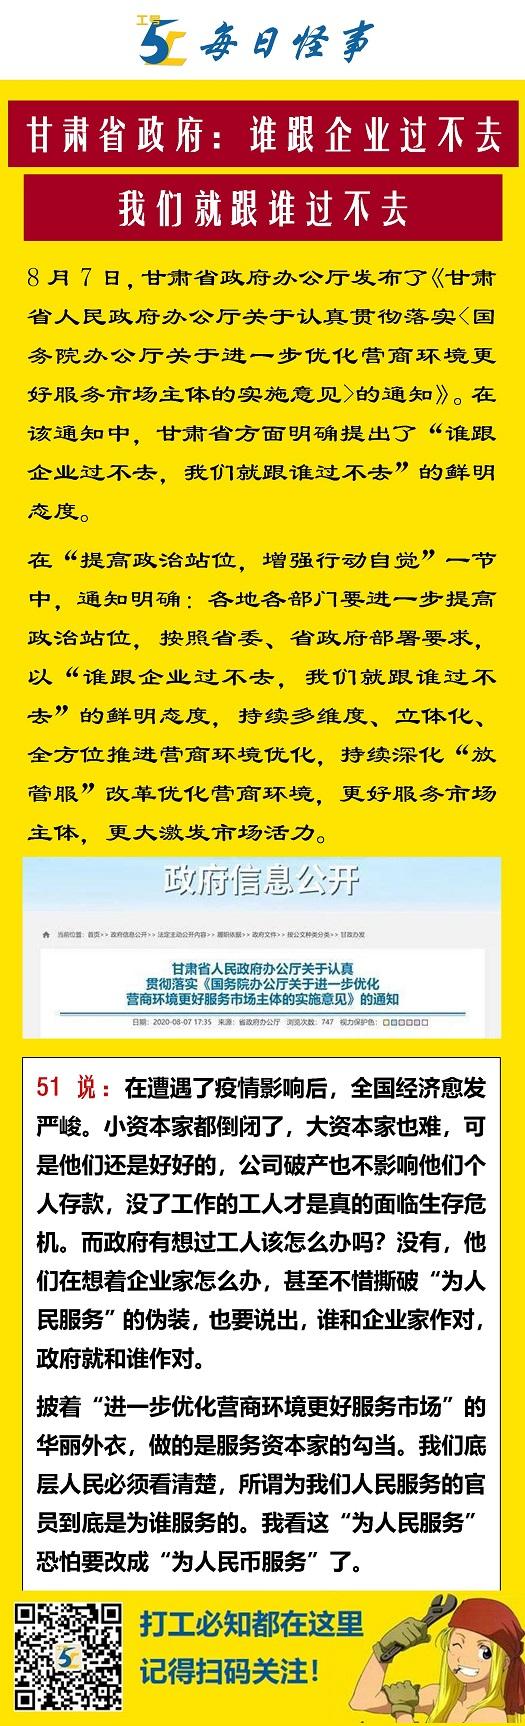 工号
51
每日怪事
甘肃省政府：谁跟企业过不去
我们就跟谁过不去
8月7日，甘肃省政府办公厅发布了《甘肃
省人民政府办公厅关于认真贯彻落实<国
务院办公厅关于进一步优化营商环境更
好服务市场主体的实施意见>的通知》。在
该通知中，甘肃省方面明确提出了“谁跟
企业过不去，我们就跟谁过不去”的鲜明
态度。
在“提高政治站位，增强行动自觉”一节
中，通知明确：各地各部门要进一步提高
政治站位，按照省委、省政府部署要求，
以“谁跟企业过不去，我们就跟谁过不
去”的鲜明态度，持续多维度、立体化、
全方位推进营商环境优化，持续深化“放
管服”改革优化营商环境，更好服务市场
主体，更大激发市场活力。
政府信息公开
当前位置：首页>> 政府信息公开>> 法定主动公开内容>> 履职依据>> 政府文件>> 按公文种类分类>> 甘政办发
甘肃省人民政府办公厅关于认真
贯彻落实《国务院办公厅关于进一步优化
营商环境更好服务市场主体的实施意见》的通知
日期：2020-08-07 17:35 来源：省政府办公厅 浏览次数：747 视力保护色：
51 说：在遭遇了疫情影响后，全国经济愈发
严峻。小资本家都倒闭了，大资本家也难，可
是他们还是好好的，公司破产也不影响他们个
人存款，没了工作的工人才是真的面临生存危
机。而政府有想过工人该怎么办吗？没有，他
们在想着企业家怎么办，甚至不惜撕破“为人
民服务”的伪装，也要说出，谁和企业家作对，
政府就和谁作对。
披着“进一步优化营商环境更好服务市场”的
华丽外衣，做的是服务资本家的勾当。我们底
层人民必须看清楚，所谓为我们人民服务的官
员到底是为谁服务的。我看这“为人民服务”
恐怕要改成“为人民币服务”了。
打工必知都在这里
记得扫码关注！